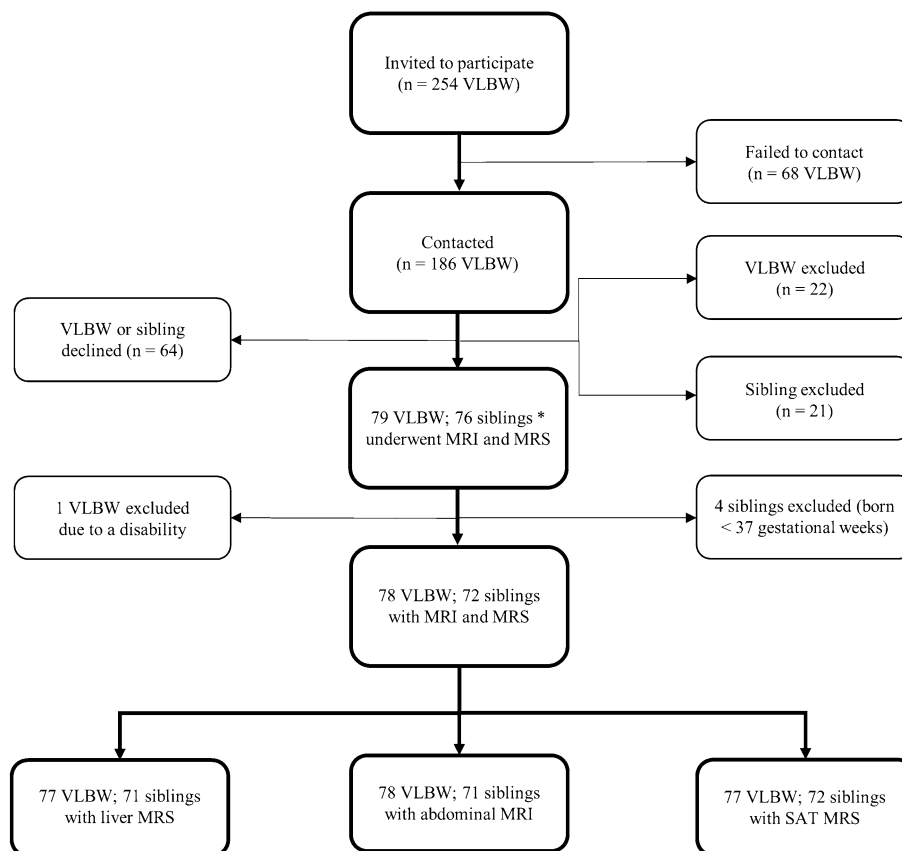 Invited to participate
(n = 254 VLBW)
Failed to contact
(n = 68 VLBW)
Contacted
(n = 186 VLBW)
VLBW excluded
(n = 22)
VLBW or sibling
declined (n = 64)
Sibling excluded
(n = 21)
79 VLBW; 76 siblings *
underwent MRI and MRS
1 VLBW excluded
due to a disability
4 siblings excluded (born
< 37 gestational weeks)
78 VLBW; 72 siblings
with MRI and MRS
77 VLBW; 71 siblings
with liver MRS
78 VLBW; 71 siblings
with abdominal MRI
77 VLBW; 72 siblings
with SAT MRS